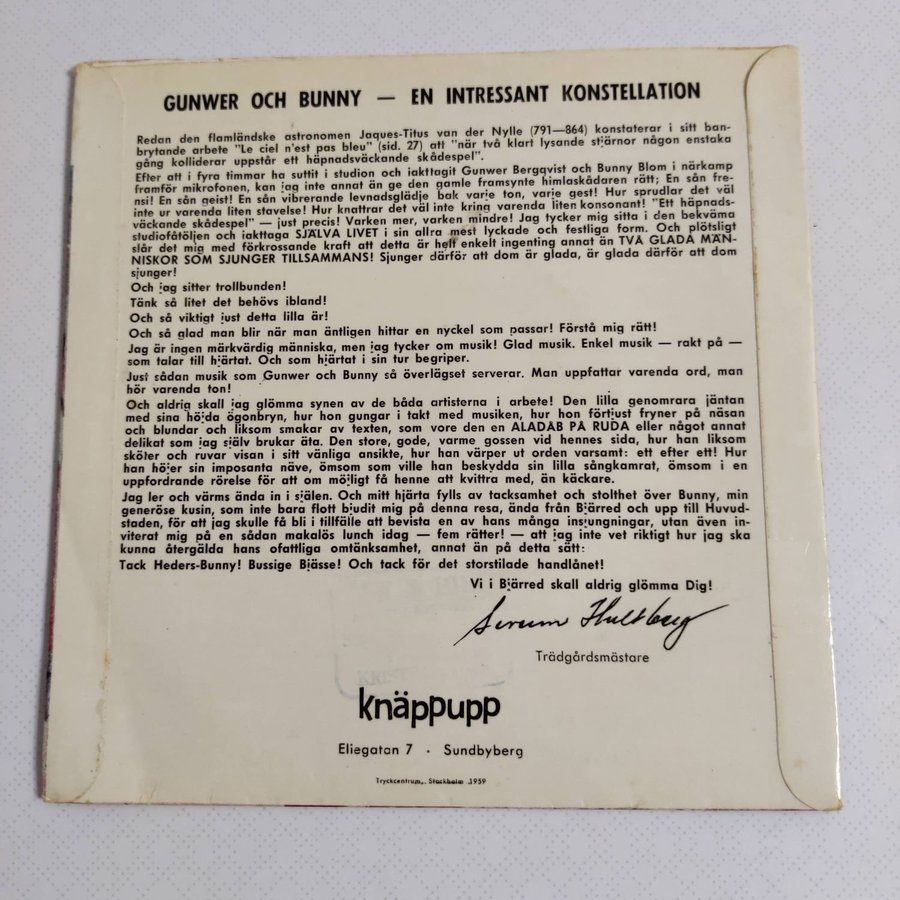 GUNWER OCH BUNNY — EN INTRESSANT KONSTELLATION
Redan den flamländske astronomen Jaques-Titus van der Nylle (791—864) konstaterar i sitt ban-
brytande arbete "Le ciel n'est pas bleu" (sid. 27) att "när två klart lysande stjärnor någon enstaka
gång kolliderar uppstår ett häpnadsväckande skådespel".
Efter att i fyra timmar ha suttit i studion och iakttagit Gunwer Bergqvist och Bunny Blom i närkamp
framför mikrofonen, kan jag inte annat än ge den gamle framsynte himlaskådaren rätt; En sån fre-
nsi! En sån geist! En sån vibrerande levnadsglädje bak varje ton, varje gest! Hur sprudlar det väl
inte ur varenda liten stavelse! Hur knattrar det väl inte kring varenda liten konsonant! "Ett häpnads-
väckande skådespel" — just precis! Varken mer, varken mindre! Jag tycker mig sitta i den bekväma
studiofåtöljen och iakttaga SJÄLVA LIVET i sin allra mest lyckade och festliga form. Och plötsligt
slår det mig med förkrossande kraft att detta är helt enkelt ingenting annat än TVÅ GLADA MÄN-
NISKOR SOM SJUNGER TILLSAMMANS! Sjunger därför att dom är glada, är glada därför att dom
sjunger!
Och jag sitter trollbunden!
Tänk så litet det behövs ibland!
Och så viktigt just detta lilla är!
Och så glad man blir när man äntligen hittar en nyckel som passar! Förstå mig rätt!
Jag är ingen märkvärdig människa, men jag tycker om musik! Glad musik. Enkel musik — rakt på —
som talar till hjärtat. Och som hjärtat i sin tur begriper.
Just sådan musik som Gunwer och Bunny så överlägset serverar. Man uppfattar varenda ord, man
hör varenda ton!
Och aldrig skall jag glömma synen av de båda artisterna i arbete! Den lilla genomrara jäntan
med sina höjda ögonbryn, hur hon gungar i takt med musiken, hur hon förtjust fryner på näsan
och blundar och liksom smakar av texten, som vore den en ALADAB PÅ RUDA eller något annat
delikat som jag själv brukar äta. Den store, gode, varme gossen vid hennes sida, hur han liksom
sköter och ruvar visan i sitt vänliga ansikte, hur han värper ut orden varsamt: ett efter ett! Hur
han höjer sin imposanta näve, ömsom som ville han beskydda sin lilla sångkamrat, ömsom i en
uppfordrande rörelse för att om möjligt få henne att kvittra med, än käckare.
Jag ler och värms ända in i själen. Och mitt hjärta fylls av tacksamhet och stolthet över Bunny, min
generöse kusin, som inte bara flott bjudit mig på denna resa, ända från Bjärred och upp till Huvud-
staden, för att jag skulle få bli i tillfälle att bevista en av hans många insjungningar, utan även in-
viterat mig på en sådan makalös lunch idag — fem rätter! — att jag inte vet riktigt hur jag ska
kunna återgälda hans ofattliga omtänksamhet, annat än på detta sätt:
Tack Heders-Bunny! Bussige Bjässe! Och tack för det storstilade handlånet!
Vi i Bjärred skall aldrig glömma Dig!
Serum Hultberg
Trädgårdsmästare
knäppupp
Eliegatan 7 · Sundbyberg
Tryckcentrum, Stockholm 1959